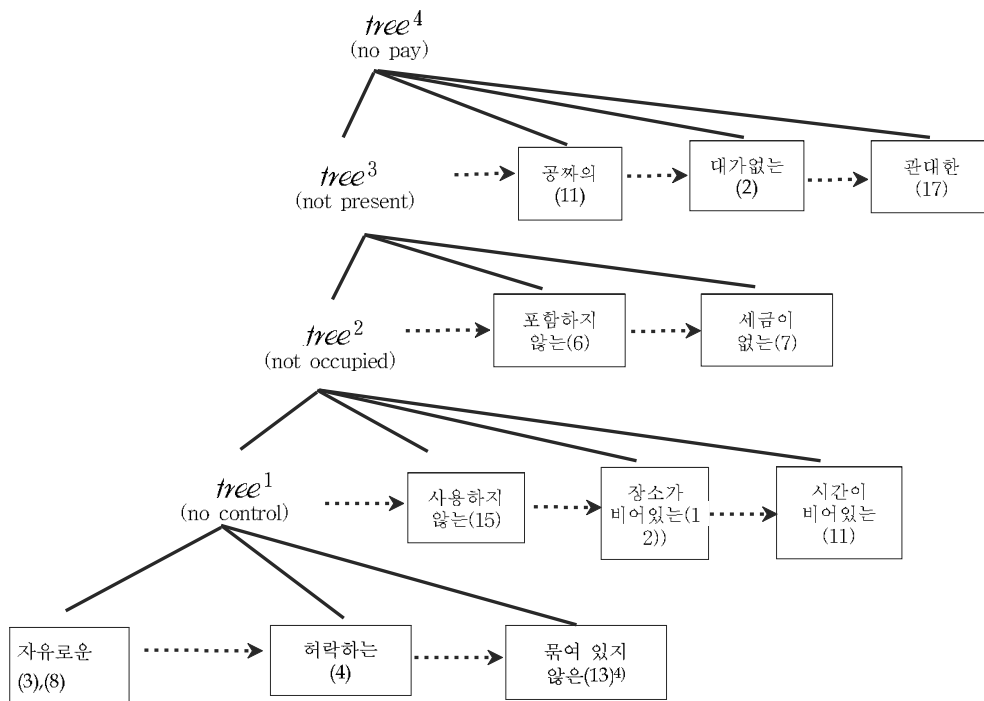 tree4
(no pay)
tree3
(not present)
공짜의
(11)
대가없는
(2)
관대한
(17)
tree2
(not occupied)
포함하지
않는(6)
세금이
없는(7)
tree1
(no control)
사용하지
않는(15)
장소가
비어있는(1
2))
시간이
비어있는
(11)
자유로운
(3),(8)
허락하는
(4)
묶여 있지
않은(13)4)